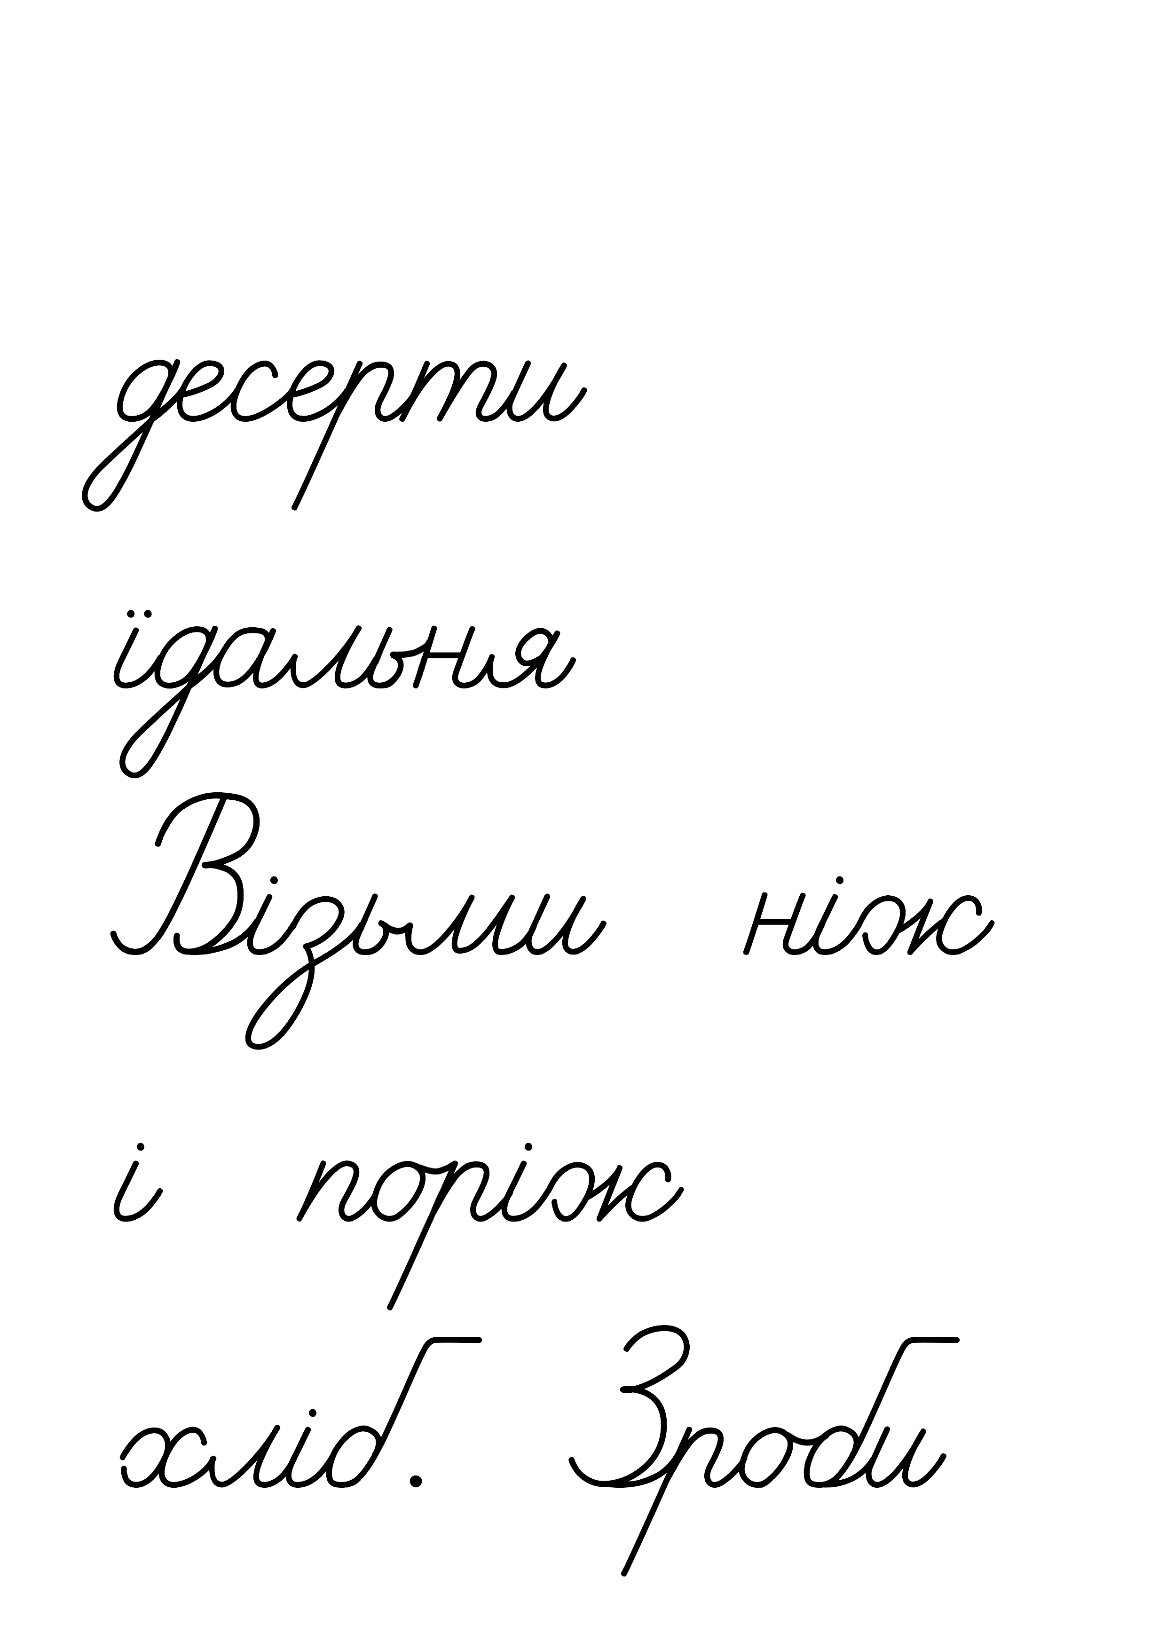 десерти
їдальня
Візьми ніж
і поріж
хліб. Зроби